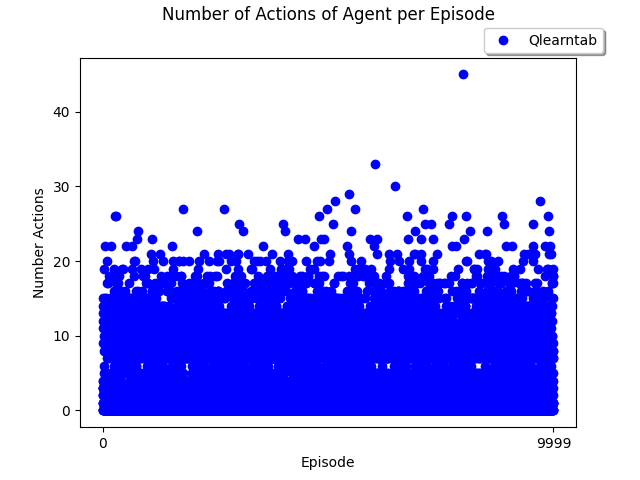 Number of Actions of Agent per Episode
Qlearntab
40
30
20
10
0
Number Actions
0
9999
Episode